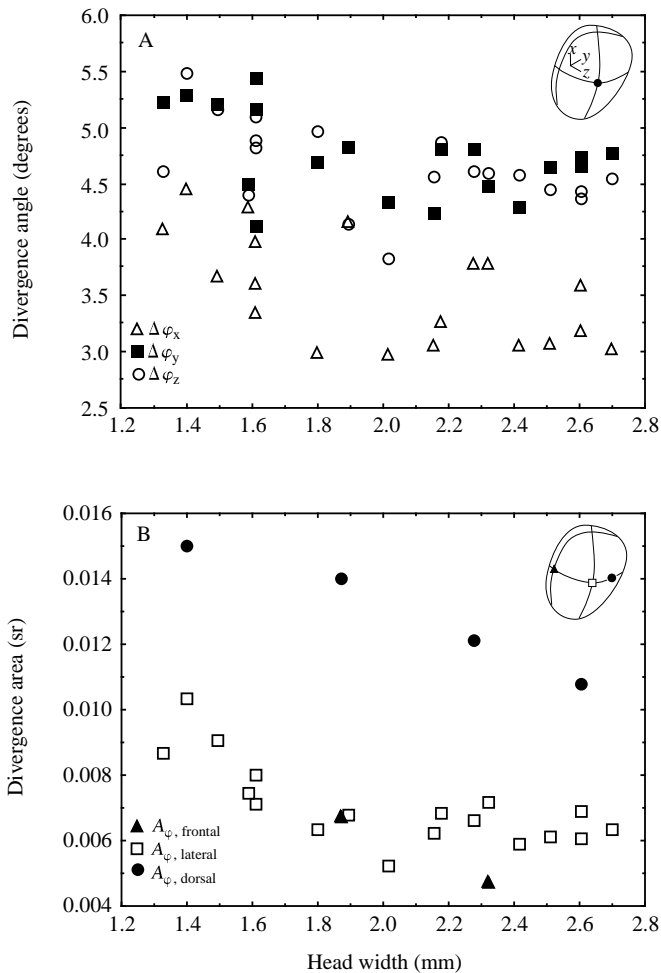 6.0
A
x
y
z
5.5
5.0
4.5
4.0
3.5
3.0
2.5
Divergence angle (degrees)
Δ φx
Δ φy
Δ φz
1.2 1.4 1.6 1.8 2.0 2.2 2.4 2.6 2.8
0.016
B
0.014
0.012
0.010
0.008
0.006
0.004
Divergence area (sr)
Aφ, frontal
Aφ, lateral
Aφ, dorsal
1.2 1.4 1.6 1.8 2.0 2.2 2.4 2.6 2.8
Head width (mm)